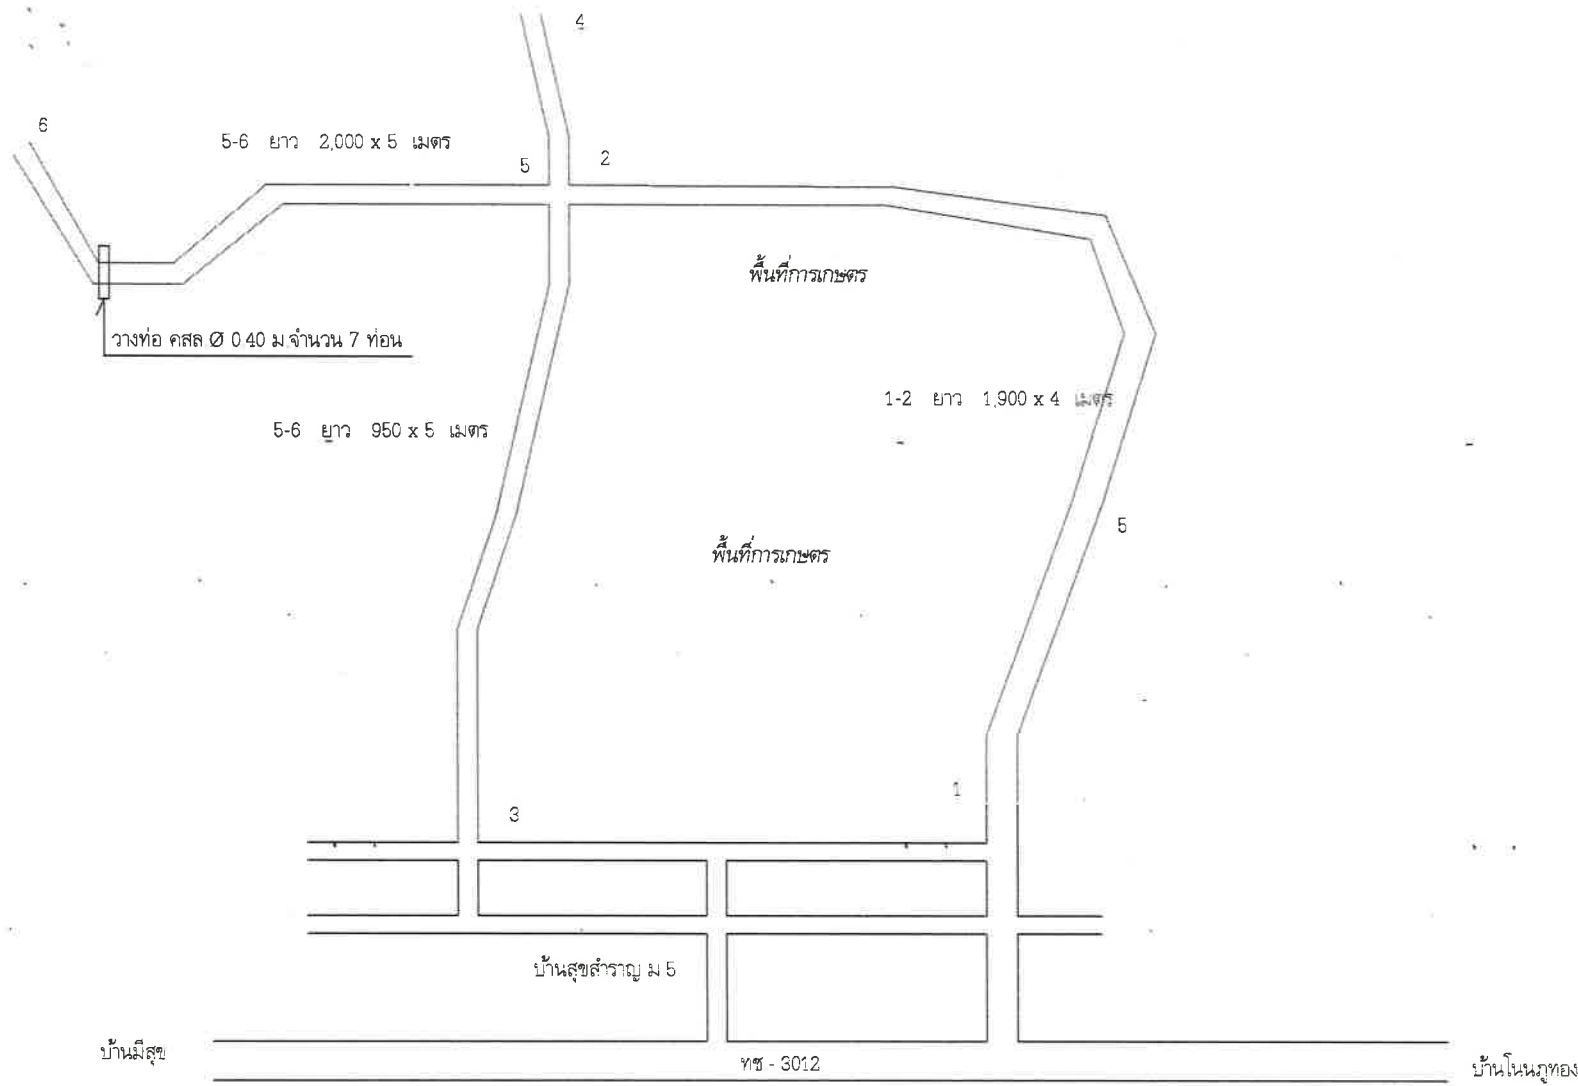 4
6
5-6 ยาว 2,000 x 5 เมตร
5
2
พื้นที่การเกษตร
วางท่อ คสล.Ø 0.40 ม.จำนวน 7 ท่อน
1-2 ยาว 1,900 x 4 เมตร
5-6 ยาว 950 x 5 เมตร
5
พื้นที่การเกษตร
1
3
บ้านสุขสำราญ ม 5
บ้านมีสุข
ทช - 3012
บ้านโนนภูทอง